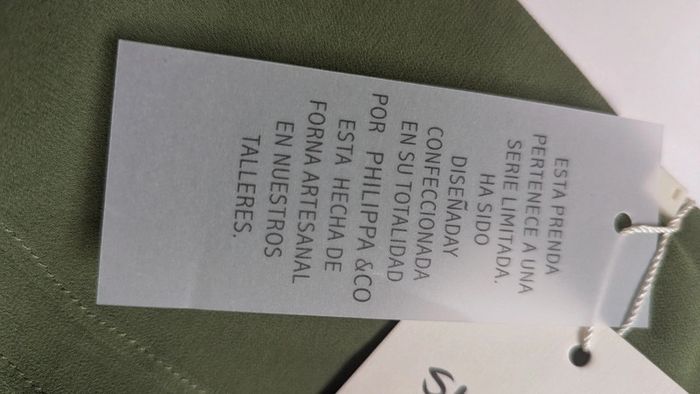 ESTA PRENDA
PERTENECE A UNA
SERIE LIMITADA.
HA SIDO
DISEÑADAY
CONFECCIONADA
EN SU TOTALIDAD
POR PHILIPPA &CO
ESTA HECHA DE
FORNA ARTESANAL
EN NUESTROS
TALLERES.